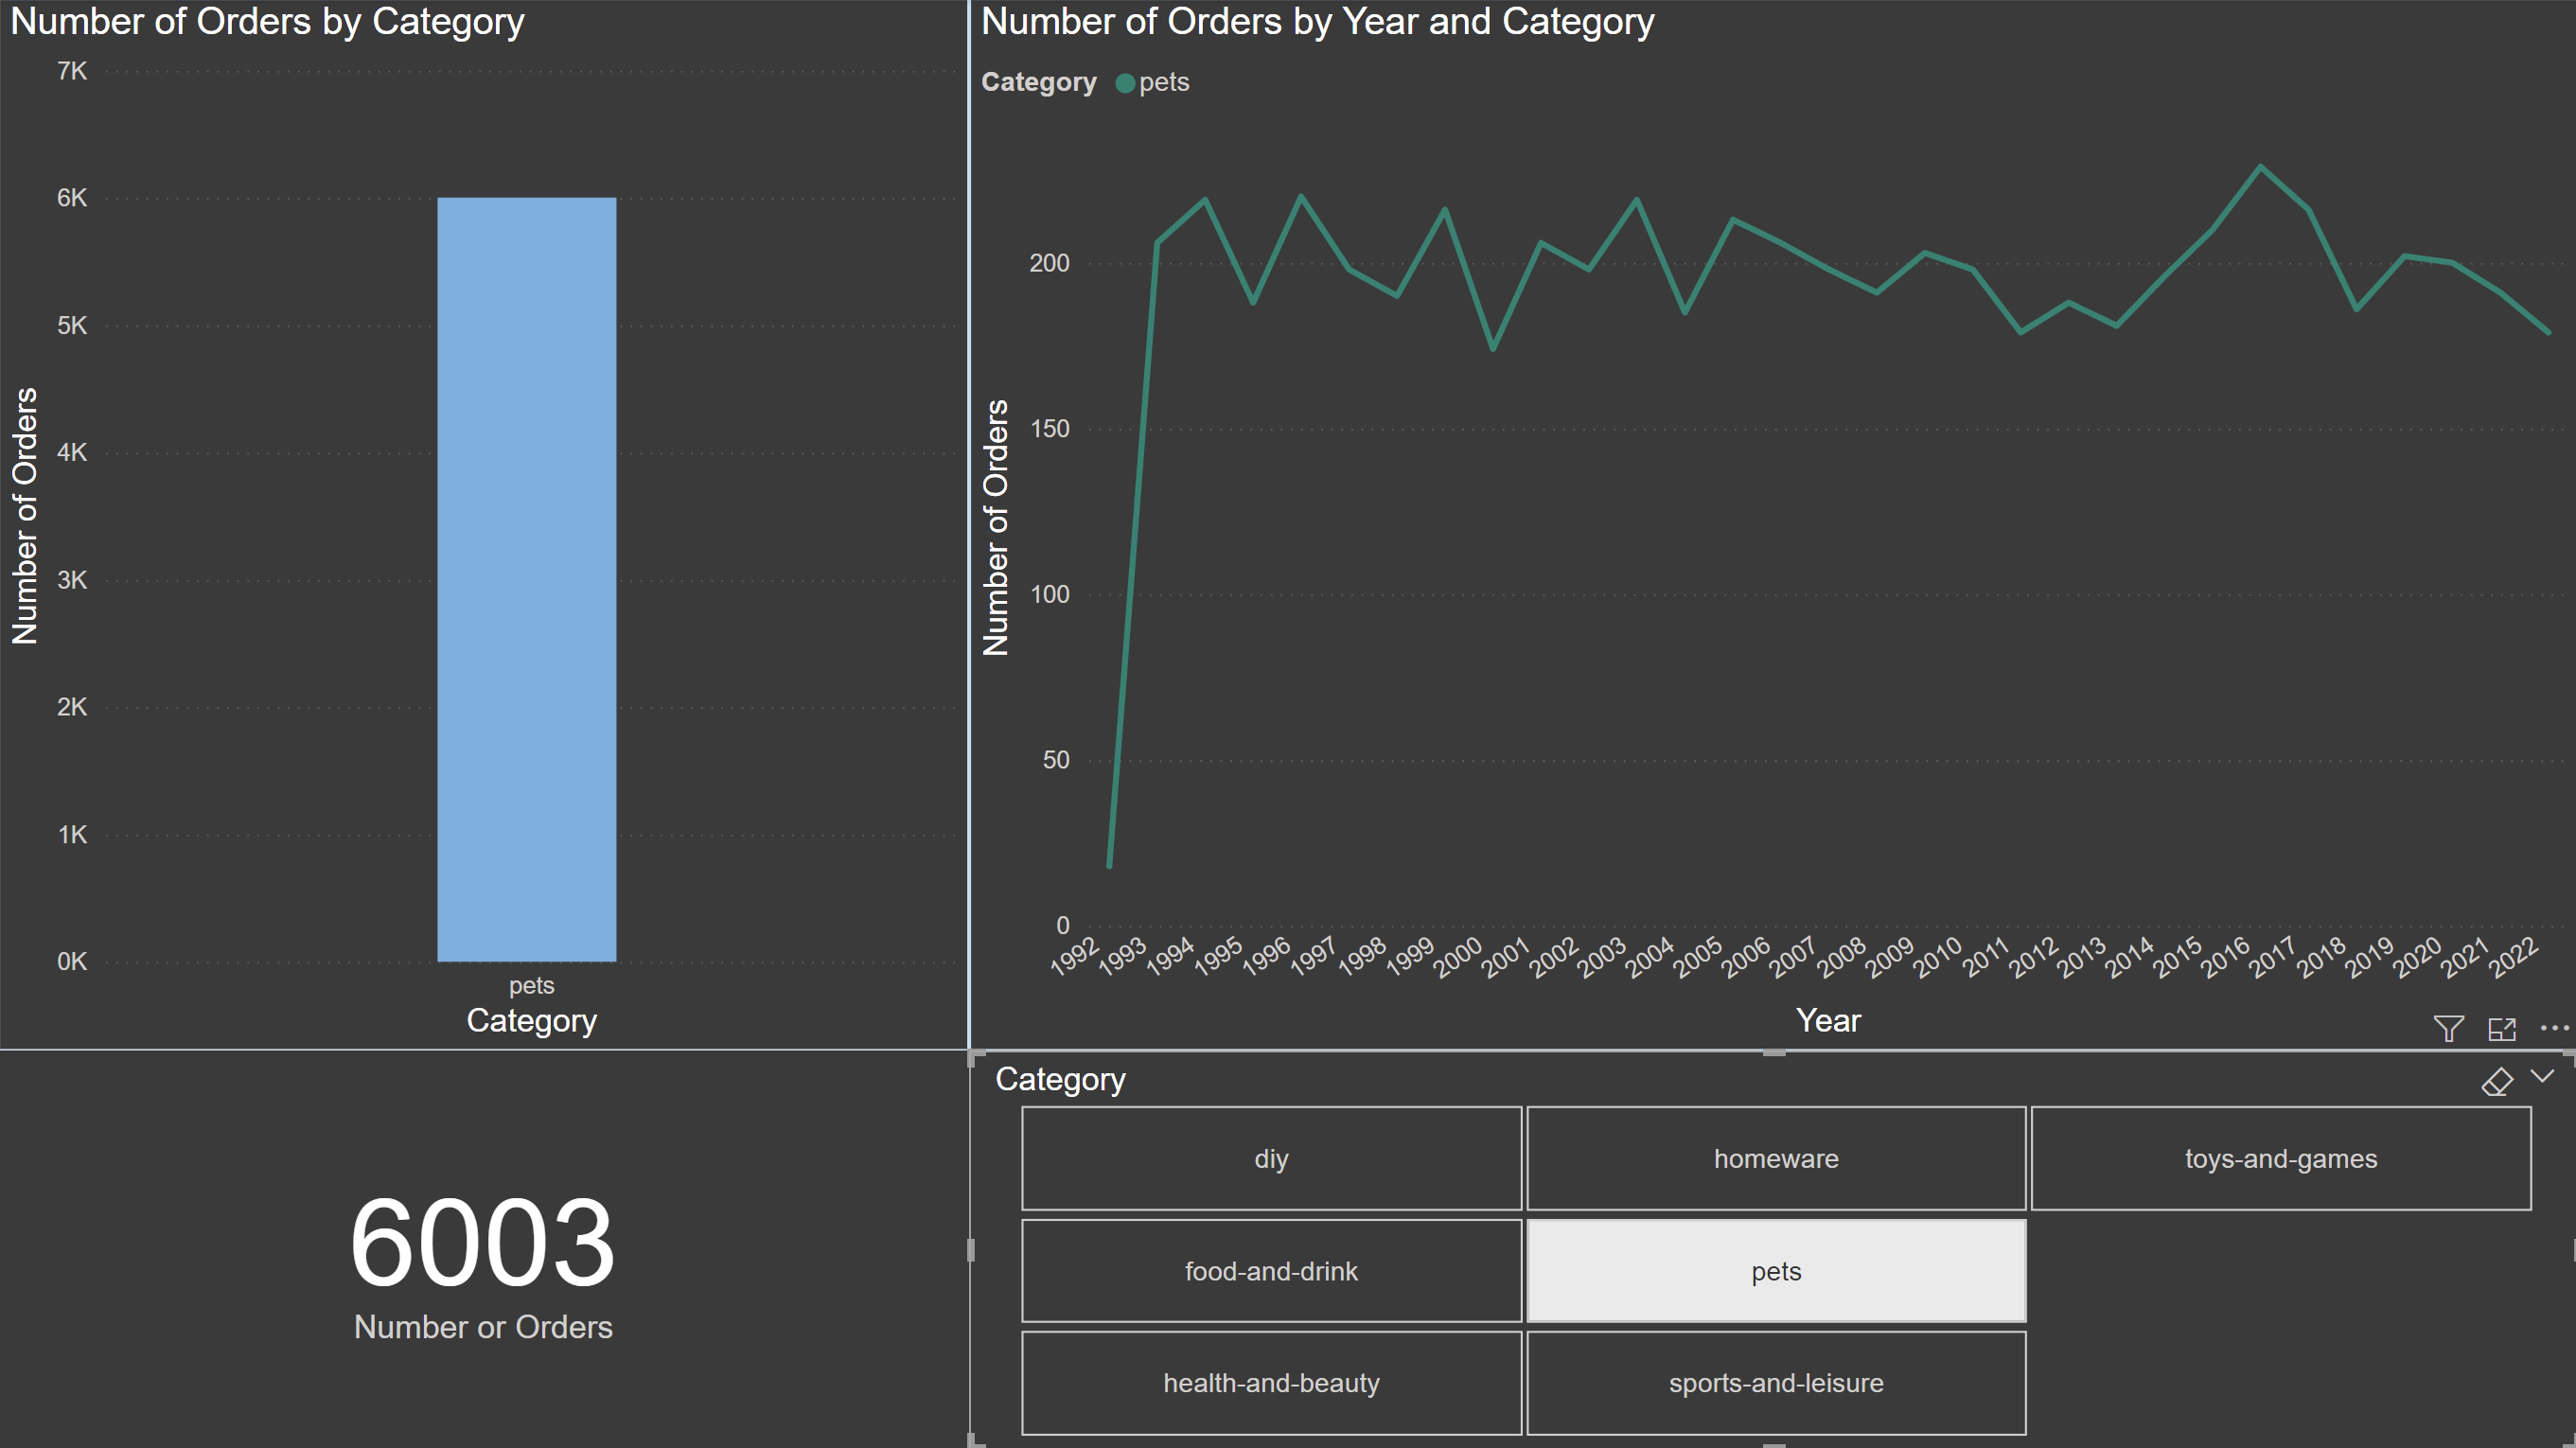 Number of Orders by Category
7K
6K
5K
4K
3K
2K
1K
0K
Number of Orders
pets
Category
Number of Orders by Year and Category
Category pets
200
150
100
50
0
Number of Orders
1992 1993 1994 1995 1996 1997 1998 1999 2000 2001 2002 2003 2004 2005 2006 2007 2008 2009 2010 2011 2012 2013 2014 2015 2016 2017 2018 2019 2020 2021 2022
Year
6003
Number or Orders
Category
diy homeware toys-and-games
food-and-drink pets
health-and-beauty sports-and-leisure